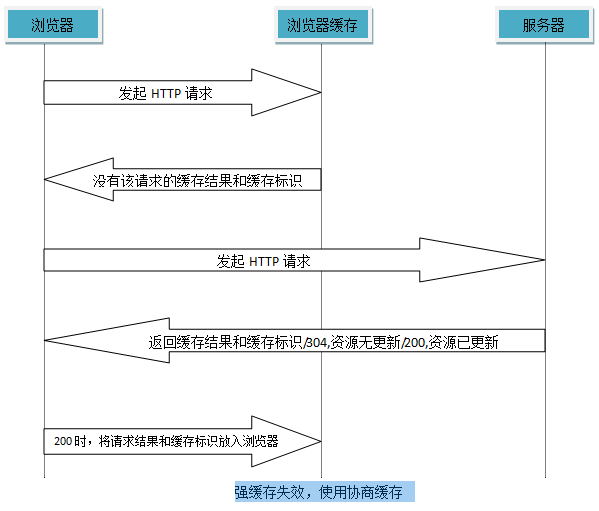 浏览器
浏览器缓存
服务器
发起 HTTP 请求
没有该请求的缓存结果和缓存标识
发起 HTTP 请求
返回缓存结果和缓存标识/304,资源无更新/200,资源已更新
200 时，将请求结果和缓存标识放入浏览器
强缓存失效，使用协商缓存